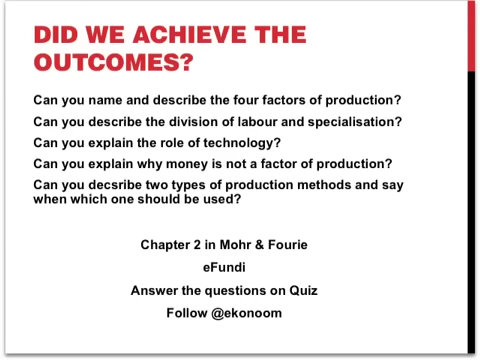 DID WE ACHIEVE THE
OUTCOMES?
Can you name and describe the four factors of production?
Can you describe the division of labour and specialisation?
Can you explain the role of technology?
Can you explain why money is not a factor of production?
Can you decsribe two types of production methods and say
when which one should be used?
Chapter 2 in Mohr & Fourie
eFundi
Answer the questions on Quiz
Follow @ekonoom